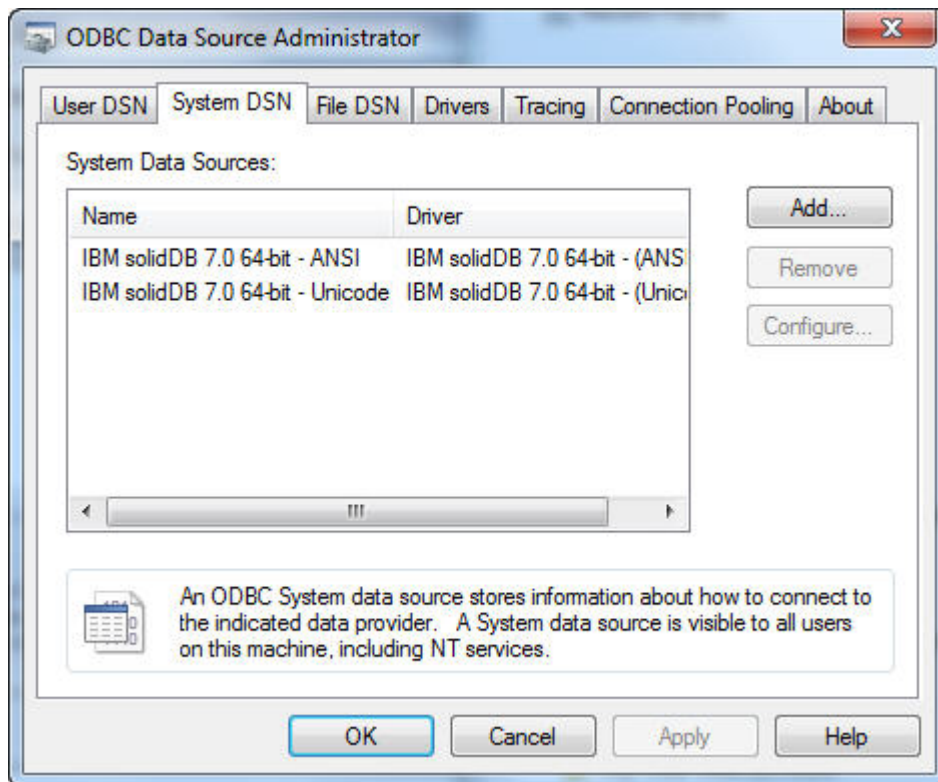 ODBC Data Source Administrator
User DSN System DSN File DSN Drivers Tracing Connection Pooling About
System Data Sources:
Name Driver
IBM solidDB 7.0 64-bit - ANSI IBM solidDB 7.0 64-bit - (ANS
IBM solidDB 7.0 64-bit - Unicode IBM solidDB 7.0 64-bit - (Unic
Add...
Remove
Configure...
An ODBC System data source stores information about how to connect to
the indicated data provider. A System data source is visible to all users
on this machine, including NT services.
OK Cancel Apply Help